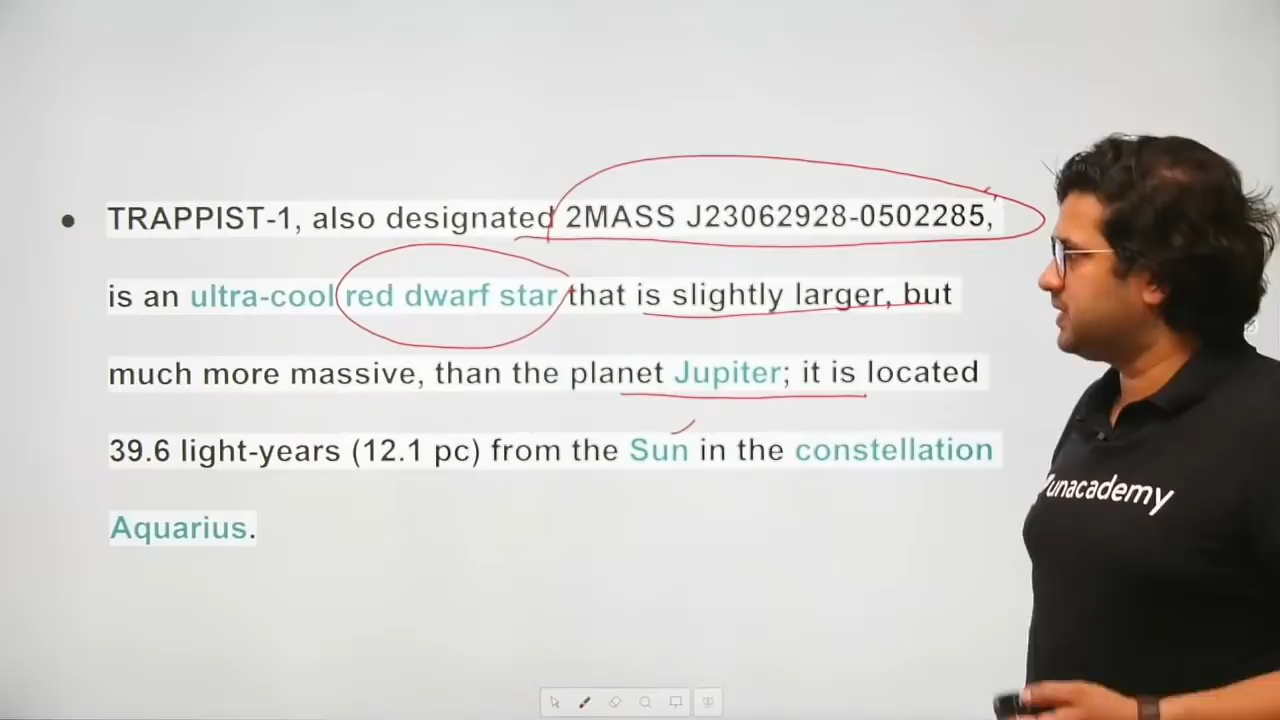 TRAPPIST-1, also designated 2MASS J23062928-0502285,
is an ultra-cool red dwarf star that is slightly larger, but
much more massive, than the planet Jupiter; it is located
39.6 light-years (12.1 pc) from the Sun in the constellation
Aquarius.
unacademy